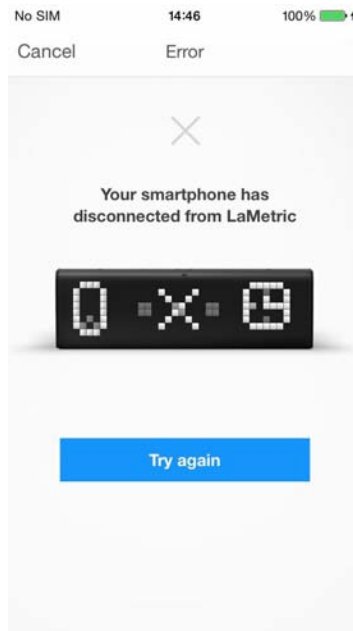 No SIM 14:46 100%
Cancel Error
Your smartphone has
disconnected from LaMetric
Try again